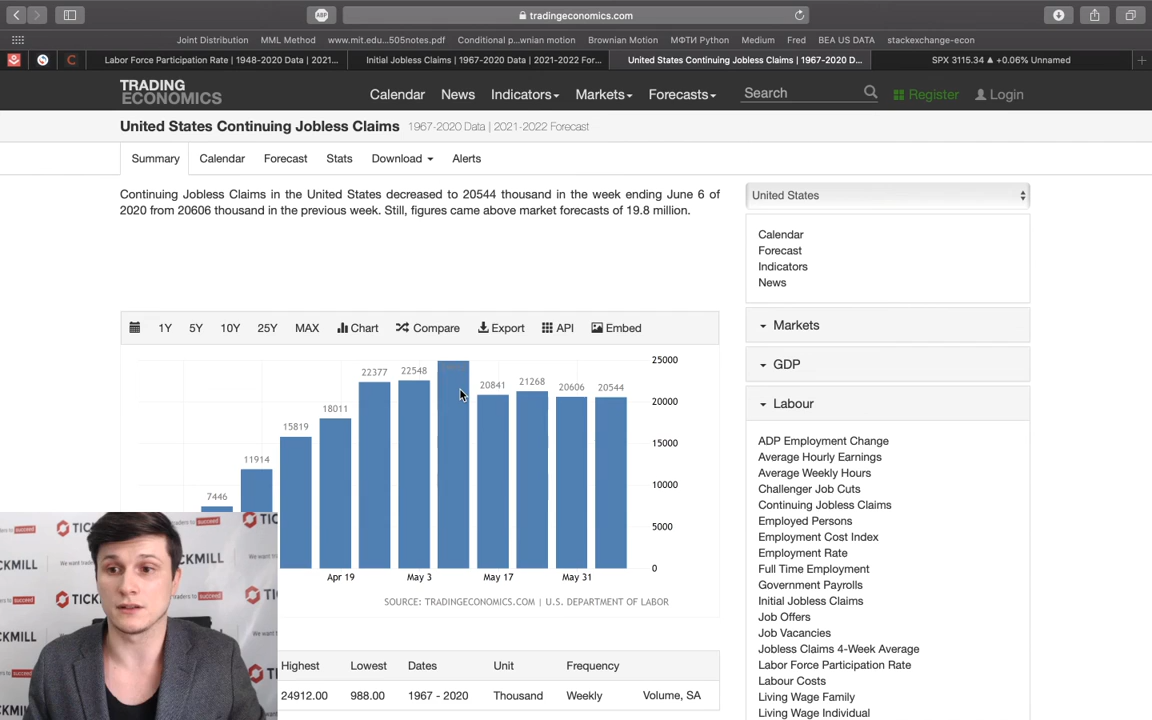 ABP
tradingeconomics.com
Joint Distribution MML Method www.mit.edu...505notes.pdf Conditional p...wnian motion Brownian Motion МФТИ Python Medium Fred BEA US DATA stackexchange-econ
Labor Force Participation Rate | 1948-2020 Data | 2021... Initial Jobless Claims | 1967-2020 Data | 2021-2022 For... United States Continuing Jobless Claims | 1967-2020 D... SPX 3115.34 ▲ +0.06% Unnamed
TRADING
ECONOMICS
Calendar News Indicators Markets Forecasts Search Register Login
United States Continuing Jobless Claims 1967-2020 Data | 2021-2022 Forecast
Summary Calendar Forecast Stats Download Alerts
Continuing Jobless Claims in the United States decreased to 20544 thousand in the week ending June 6 of
2020 from 20606 thousand in the previous week. Still, figures came above market forecasts of 19.8 million.
1Y 5Y 10Y 25Y MAX Chart Compare Export API Embed
25000
20000
15000
10000
5000
0
7446 11914 15819 18011 22377 22548 20841 21268 20606 20544
Apr 19 May 3 May 17 May 31
SOURCE: TRADINGECONOMICS.COM | U.S. DEPARTMENT OF LABOR
Highest Lowest Dates Unit Frequency
24912.00 988.00 1967 - 2020 Thousand Weekly Volume, SA
United States
Calendar
Forecast
Indicators
News
Markets
GDP
Labour
ADP Employment Change
Average Hourly Earnings
Average Weekly Hours
Challenger Job Cuts
Continuing Jobless Claims
Employed Persons
Employment Cost Index
Employment Rate
Full Time Employment
Government Payrolls
Initial Jobless Claims
Job Offers
Job Vacancies
Jobless Claims 4-Week Average
Labor Force Participation Rate
Labour Costs
Living Wage Family
Living Wage Individual